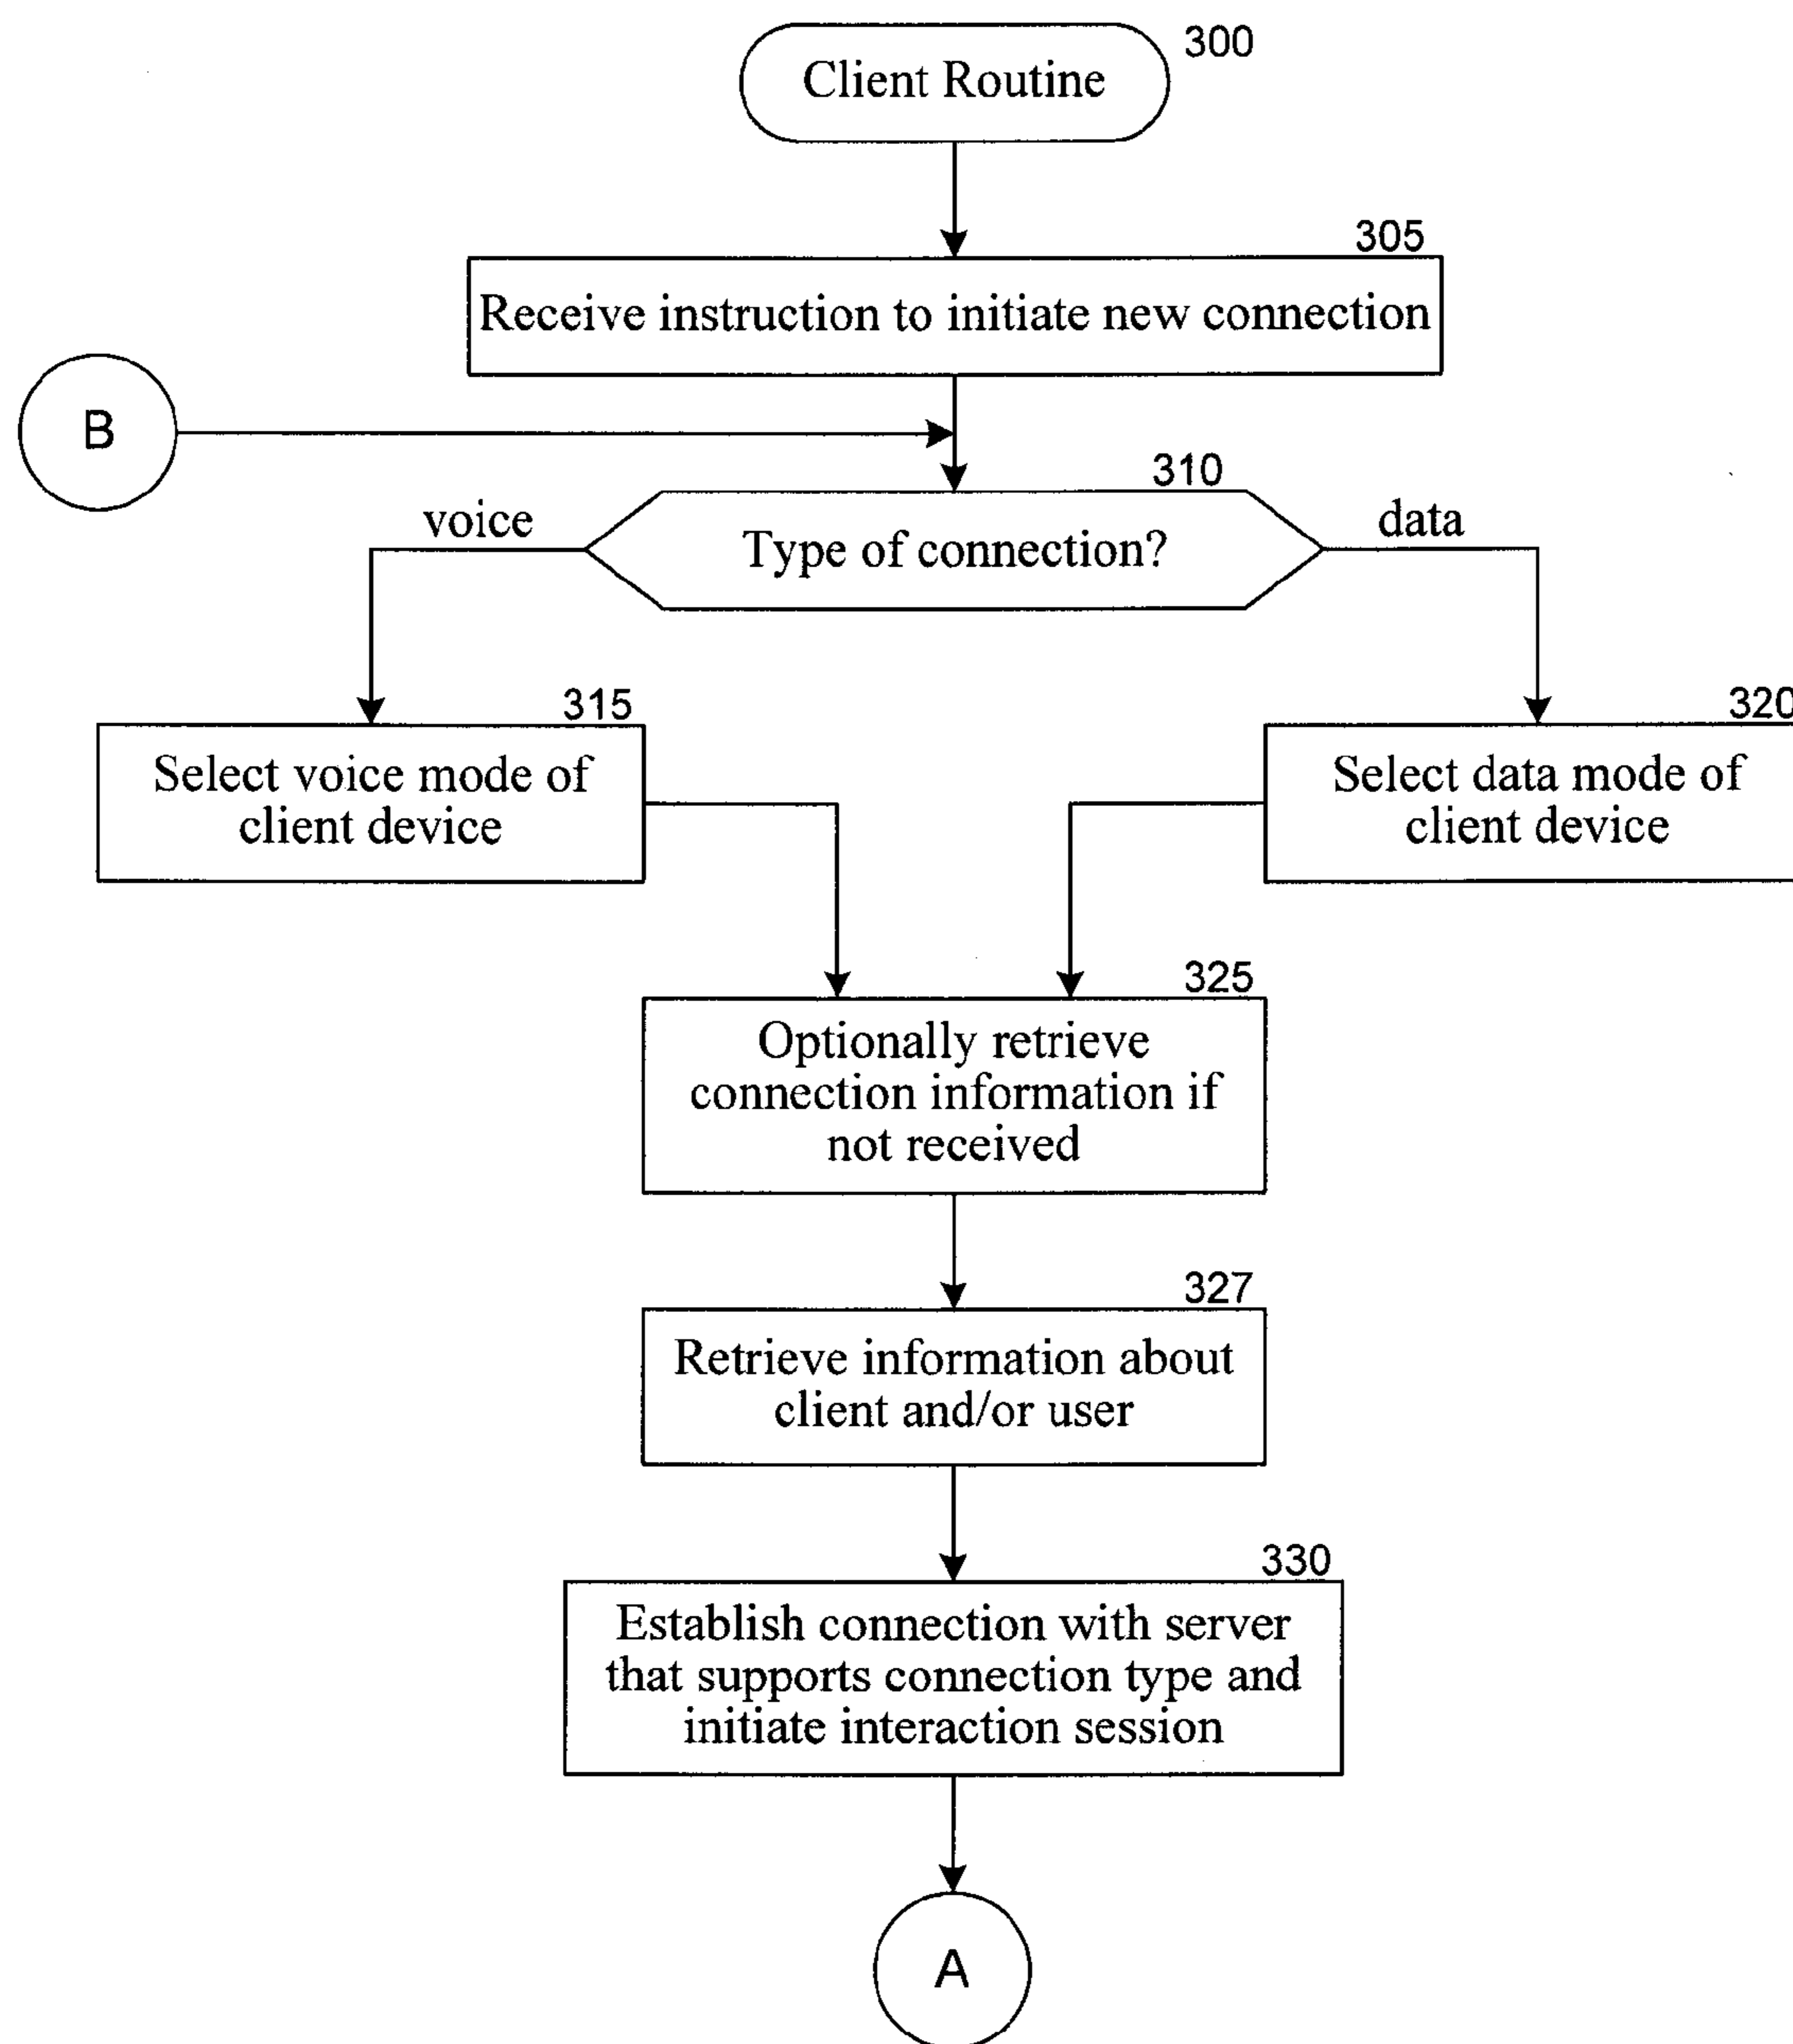 300
Client Routine
305
Receive instruction to initiate new connection
B
310
voice
Type of connection?
data
315
Select voice mode of
client device
320
Select data mode of
client device
325
Optionally retrieve
connection information if
not received
327
Retrieve information about
client and/or user
330
Establish connection with server
that supports connection type and
initiate interaction session
A